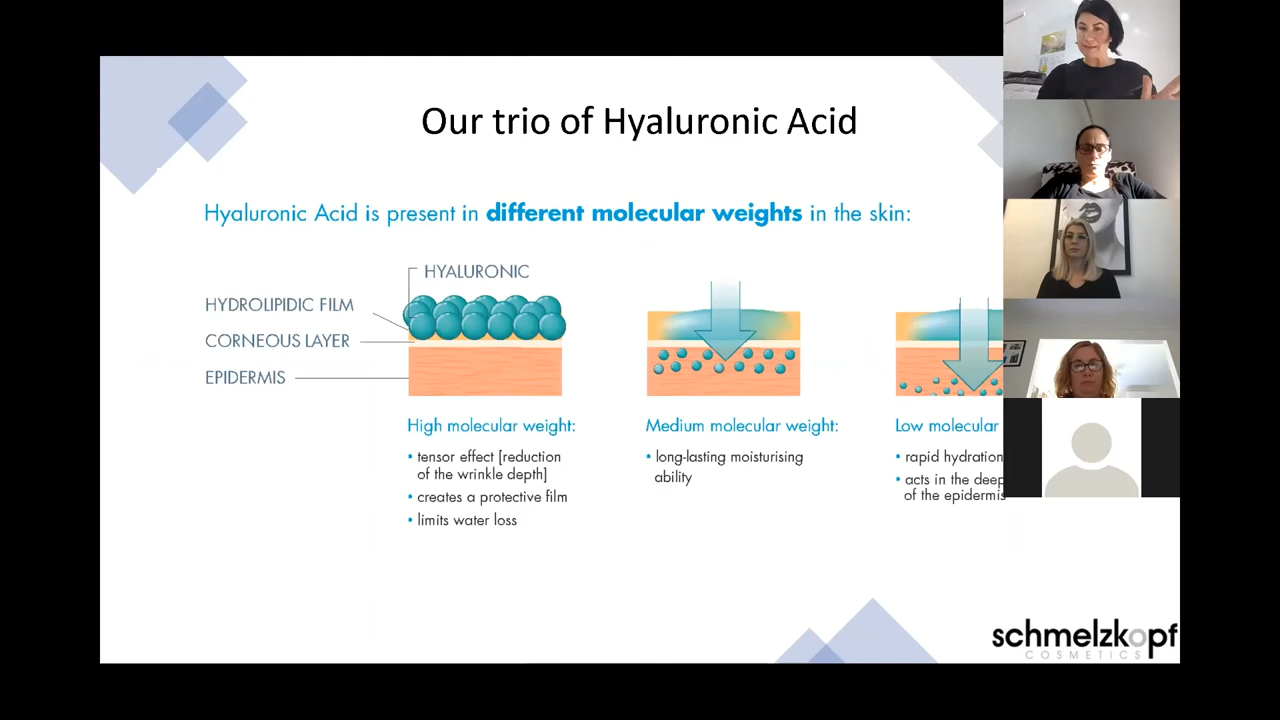 Our trio of Hyaluronic Acid
Hyaluronic Acid is present in different molecular weights in the skin:
HYALURONIC
HYDROLIPIDIC FILM
CORNEOUS LAYER
EPIDERMIS
High molecular weight:
• tensor effect [reduction
of the wrinkle depth]
• creates a protective film
• limits water loss
Medium molecular weight:
• long-lasting moisturising
ability
Low molecular
• rapid hydration
• acts in the deep
of the epidermis
schmelzkopf
COSMETICS